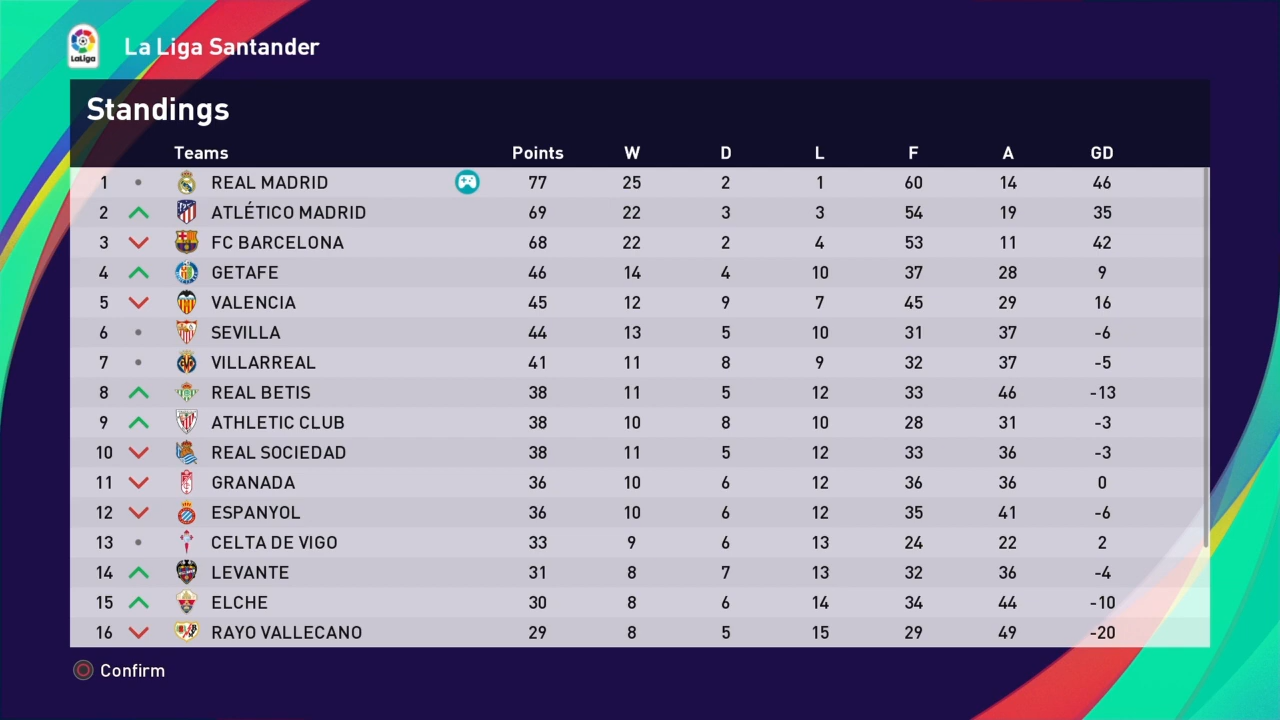 LaLiga
La Liga Santander
Standings
Teams Points W D L F A GD
1 REAL MADRID 77 25 2 1 60 14 46
2 ATLÉTICO MADRID 69 22 3 3 54 19 35
3 FC BARCELONA 68 22 2 4 53 11 42
4 GETAFE 46 14 4 10 37 28 9
5 VALENCIA 45 12 9 7 45 29 16
6 SEVILLA 44 13 5 10 31 37 -6
7 VILLARREAL 41 11 8 9 32 37 -5
8 REAL BETIS 38 11 5 12 33 46 -13
9 ATHLETIC CLUB 38 10 8 10 28 31 -3
10 REAL SOCIEDAD 38 11 5 12 33 36 -3
11 GRANADA 36 10 6 12 36 36 0
12 ESPANYOL 36 10 6 12 35 41 -6
13 CELTA DE VIGO 33 9 6 13 24 22 2
14 LEVANTE 31 8 7 13 32 36 -4
15 ELCHE 30 8 6 14 34 44 -10
16 RAYO VALLECANO 29 8 5 15 29 49 -20
Confirm